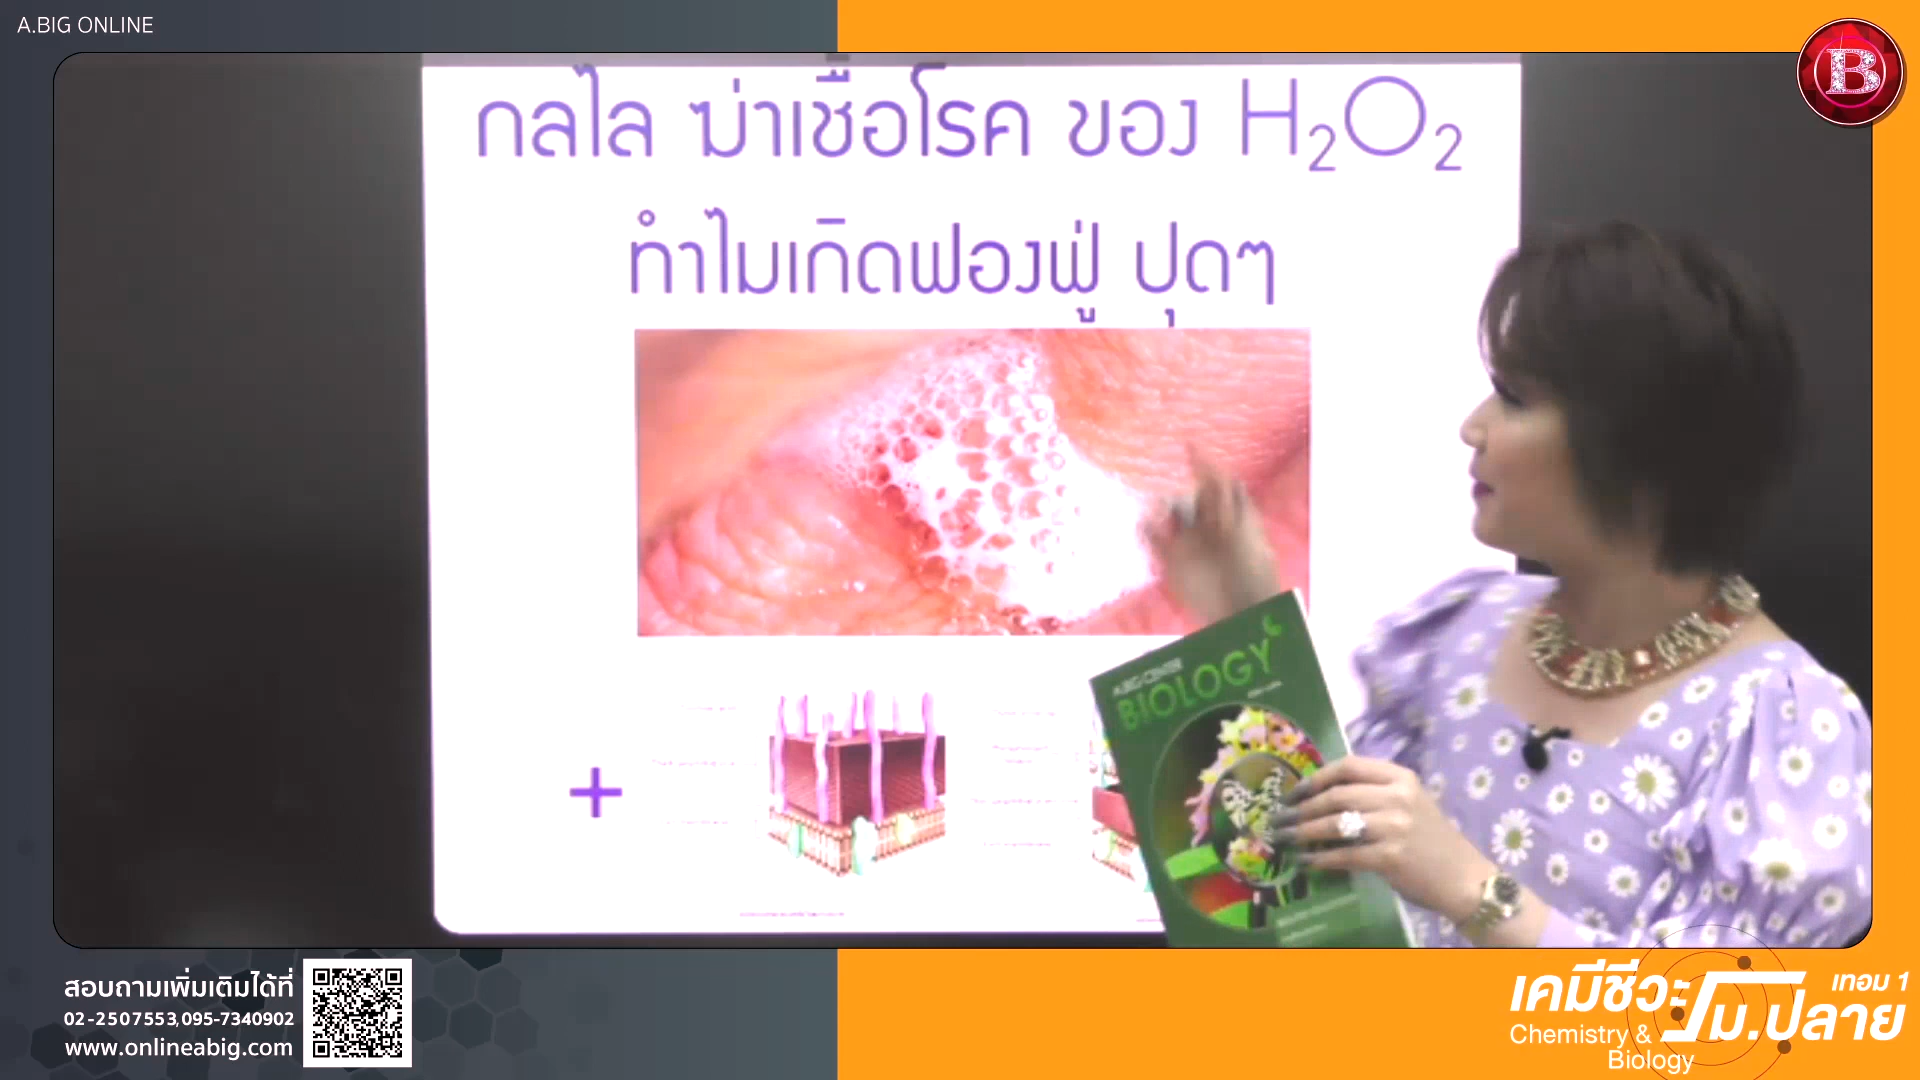 A.BIG ONLINE
B
กลไล ฆ่าเชื้อโรค ของ H₂O₂
ทำไมเกิดฟองฟู่ ปุดๆ
+
A.BIG CENTER
BIOLOGY
สอบถามเพิ่มเติมได้ที่
02-2507553,095-7340902
www.onlineabig.com
เคมีชีวะ ม.ปลาย เทอม 1
Chemistry &
Biology